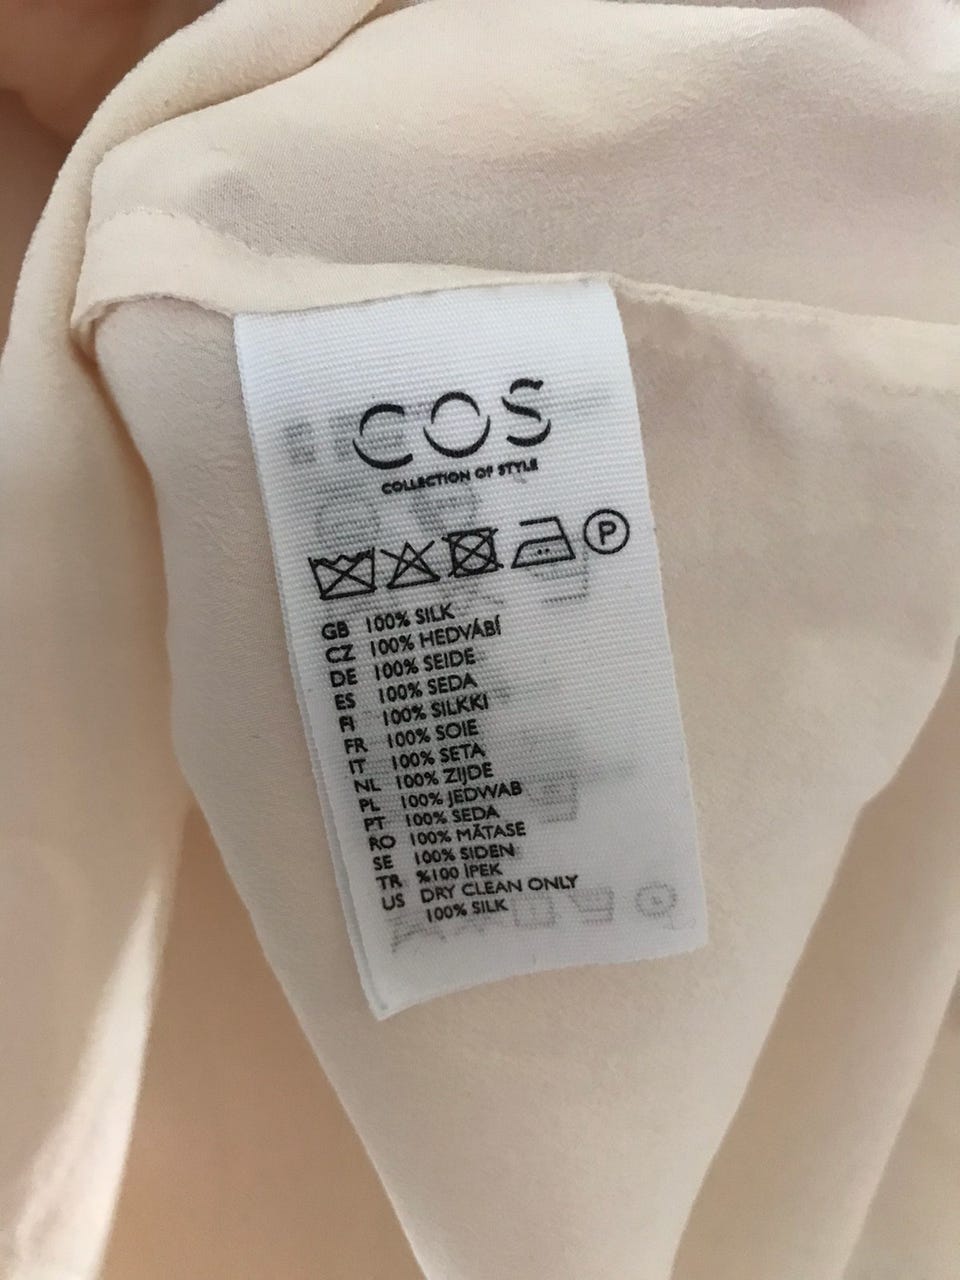 COS
COLLECTION OF STYLE
P
GB 100% SILK
CZ 100% HEDVÁBÍ
DE 100% SEIDE
ES 100% SEDA
FI 100% SILKKI
FR 100% SOIE
IT 100% SETA
NL 100% ZIJDE
PL 100% JEDWAB
PT 100% SEDA
RO 100% MĂTASE
SE 100% SIDEN
TR %100 İPEK
US DRY CLEAN ONLY
100% SILK